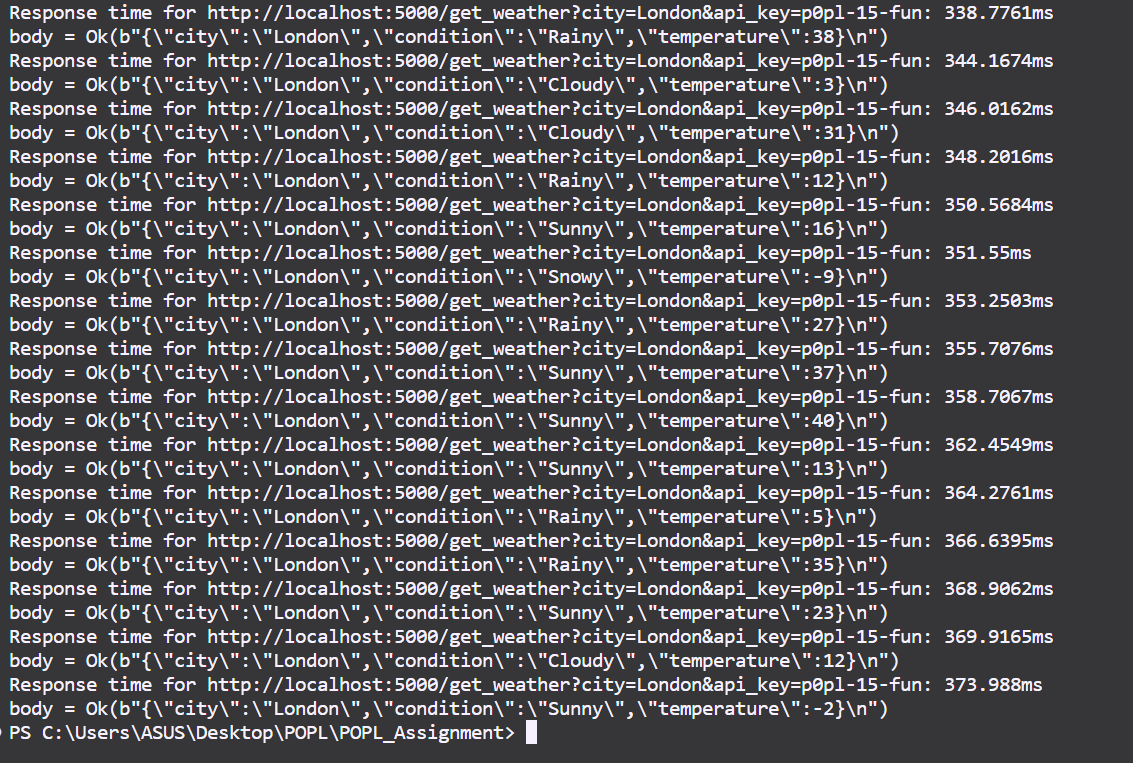 Response time for http://localhost:5000/get_weather?city=London&api_key=p0pl-15-fun: 338.7761ms
body = Ok(b"{\"city\":\"London\",\"condition\":\"Rainy\",\"temperature\":38}\n")
Response time for http://localhost:5000/get_weather?city=London&api_key=p0pl-15-fun: 344.1674ms
body = Ok(b"{\"city\":\"London\",\"condition\":\"Cloudy\",\"temperature\":3}\n")
Response time for http://localhost:5000/get_weather?city=London&api_key=p0pl-15-fun: 346.0162ms
body = Ok(b"{\"city\":\"London\",\"condition\":\"Cloudy\",\"temperature\":31}\n")
Response time for http://localhost:5000/get_weather?city=London&api_key=p0pl-15-fun: 348.2016ms
body = Ok(b"{\"city\":\"London\",\"condition\":\"Rainy\",\"temperature\":12}\n")
Response time for http://localhost:5000/get_weather?city=London&api_key=p0pl-15-fun: 350.5684ms
body = Ok(b"{\"city\":\"London\",\"condition\":\"Sunny\",\"temperature\":16}\n")
Response time for http://localhost:5000/get_weather?city=London&api_key=p0pl-15-fun: 351.55ms
body = Ok(b"{\"city\":\"London\",\"condition\":\"Snowy\",\"temperature\":-9}\n")
Response time for http://localhost:5000/get_weather?city=London&api_key=p0pl-15-fun: 353.2503ms
body = Ok(b"{\"city\":\"London\",\"condition\":\"Rainy\",\"temperature\":27}\n")
Response time for http://localhost:5000/get_weather?city=London&api_key=p0pl-15-fun: 355.7076ms
body = Ok(b"{\"city\":\"London\",\"condition\":\"Sunny\",\"temperature\":37}\n")
Response time for http://localhost:5000/get_weather?city=London&api_key=p0pl-15-fun: 358.7067ms
body = Ok(b"{\"city\":\"London\",\"condition\":\"Sunny\",\"temperature\":40}\n")
Response time for http://localhost:5000/get_weather?city=London&api_key=p0pl-15-fun: 362.4549ms
body = Ok(b"{\"city\":\"London\",\"condition\":\"Sunny\",\"temperature\":13}\n")
Response time for http://localhost:5000/get_weather?city=London&api_key=p0pl-15-fun: 364.2761ms
body = Ok(b"{\"city\":\"London\",\"condition\":\"Rainy\",\"temperature\":5}\n")
Response time for http://localhost:5000/get_weather?city=London&api_key=p0pl-15-fun: 366.6395ms
body = Ok(b"{\"city\":\"London\",\"condition\":\"Rainy\",\"temperature\":35}\n")
Response time for http://localhost:5000/get_weather?city=London&api_key=p0pl-15-fun: 368.9062ms
body = Ok(b"{\"city\":\"London\",\"condition\":\"Sunny\",\"temperature\":23}\n")
Response time for http://localhost:5000/get_weather?city=London&api_key=p0pl-15-fun: 369.9165ms
body = Ok(b"{\"city\":\"London\",\"condition\":\"Cloudy\",\"temperature\":12}\n")
Response time for http://localhost:5000/get_weather?city=London&api_key=p0pl-15-fun: 373.988ms
body = Ok(b"{\"city\":\"London\",\"condition\":\"Sunny\",\"temperature\":-2}\n")
PS C:\Users\ASUS\Desktop\POPL\POPL_Assignment>